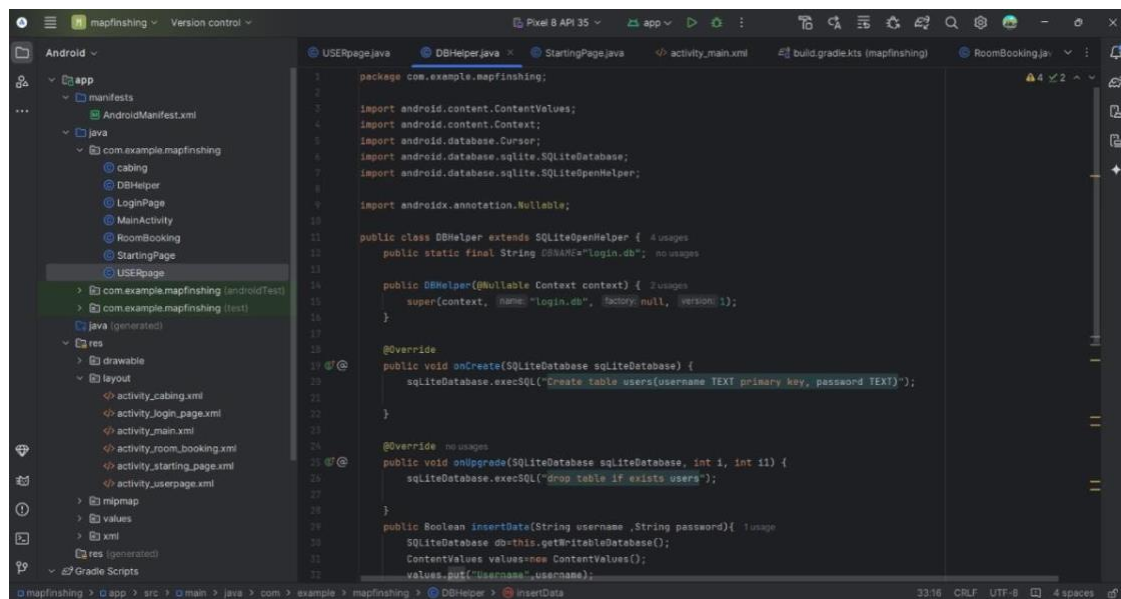 mapfinshing Version control Pixel 8 API 35 app
Android
USERpage.java DBHelper.java StartingPage.java activity_main.xml build.gradle.kts (mapfinshing) RoomBooking.jav
app
manifests
AndroidManifest.xml
java
com.example.mapfinshing
cabing
DBHelper
LoginPage
MainActivity
RoomBooking
StartingPage
USERpage
com.example.mapfinshing (androidTest)
com.example.mapfinshing (test)
java (generated)
res
drawable
layout
activity_cabing.xml
activity_login_page.xml
activity_main.xml
activity_room_booking.xml
activity_starting_page.xml
activity_userpage.xml
mipmap
values
xml
res (generated)
Gradle Scripts
4 2
1 package com.example.mapfinshing;
2
3 import android.content.ContentValues;
4 import android.content.Context;
5 import android.database.Cursor;
6 import android.database.sqlite.SQLiteDatabase;
7 import android.database.sqlite.SQLiteOpenHelper;
8
9 import androidx.annotation.Nullable;
10
11 public class DBHelper extends SQLiteOpenHelper { 4 usages
12 public static final String DBNAME="login.db"; no usages
13
14 public DBHelper(@Nullable Context context) { 2 usages
15 super(context, name: "login.db", factory: null, version: 1);
16 }
17
18 @Override
19 public void onCreate(SQLiteDatabase sqLiteDatabase) {
20 sqLiteDatabase.execSQL("Create table users(username TEXT primary key, password TEXT)");
21
22 }
23
24 @Override no usages
25 public void onUpgrade(SQLiteDatabase sqLiteDatabase, int i, int i1) {
26 sqLiteDatabase.execSQL("drop table if exists users");
27
28 }
29 public Boolean insertData(String username ,String password){ 1 usage
30 SQLiteDatabase db=this.getWritableDatabase();
31 ContentValues values=new ContentValues();
32 values.put("Username",username);
mapfinshing > app > src > main > java > com > example > mapfinshing > DBHelper > insertData 33:16 CRLF UTF-8 4 spaces